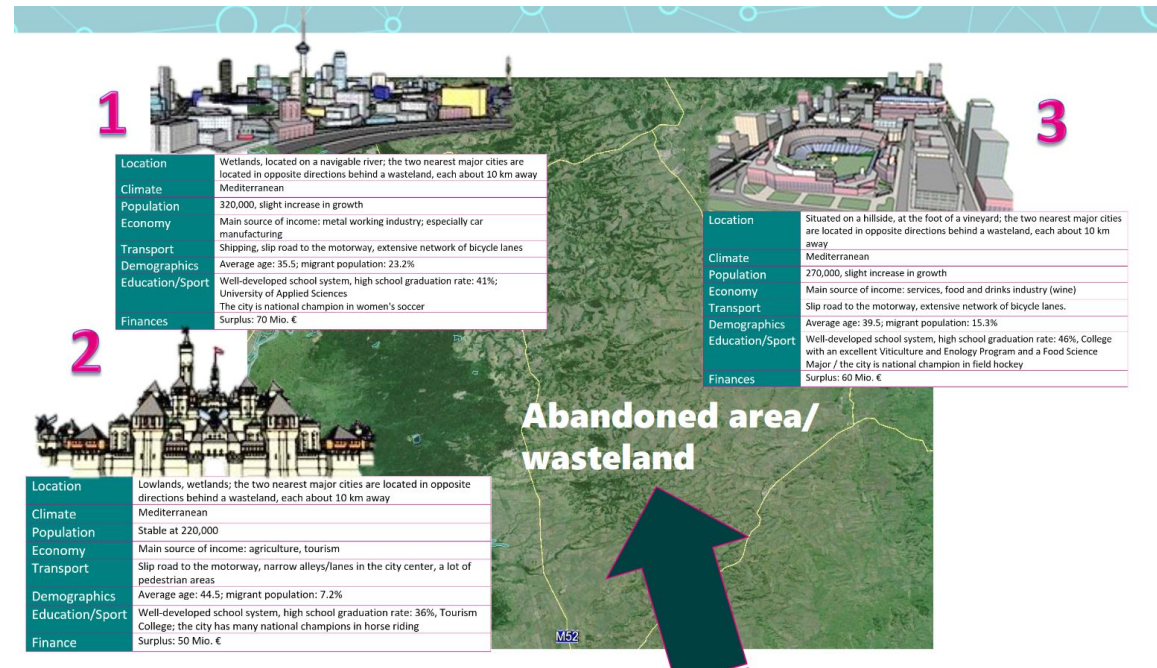 1
Location Wetlands, located on a navigable river; the two nearest major cities are
located in opposite directions behind a wasteland, each about 10 km away
Climate Mediterranean
Population 320,000, slight increase in growth
Economy Main source of income: metal working industry; especially car
manufacturing
Transport Shipping, slip road to the motorway, extensive network of bicycle lanes
Demographics Average age: 35.5; migrant population: 23.2%
Education/Sport Well-developed school system, high school graduation rate: 41%;
University of Applied Sciences
The city is national champion in women's soccer
Finances Surplus: 70 Mio. €
3
Location Situated on a hillside, at the foot of a vineyard; the two nearest major cities
are located in opposite directions behind a wasteland, each about 10 km
away
Climate Mediterranean
Population 270,000, slight increase in growth
Economy Main source of income: services, food and drinks industry (wine)
Transport Slip road to the motorway, extensive network of bicycle lanes.
Demographics Average age: 39.5; migrant population: 15.3%
Education/Sport Well-developed school system, high school graduation rate: 46%, College
with an excellent Viticulture and Enology Program and a Food Science
Major / the city is national champion in field hockey
Finances Surplus: 60 Mio. €
2
Location Lowlands, wetlands; the two nearest major cities are located in opposite
directions behind a wasteland, each about 10 km away
Climate Mediterranean
Population Stable at 220,000
Economy Main source of income: agriculture, tourism
Transport Slip road to the motorway, narrow alleys/lanes in the city center, a lot of
pedestrian areas
Demographics Average age: 44.5; migrant population: 7.2%
Education/Sport Well-developed school system, high school graduation rate: 36%, Tourism
College; the city has many national champions in horse riding
Finance Surplus: 50 Mio. €
Abandoned area/
wasteland
M52